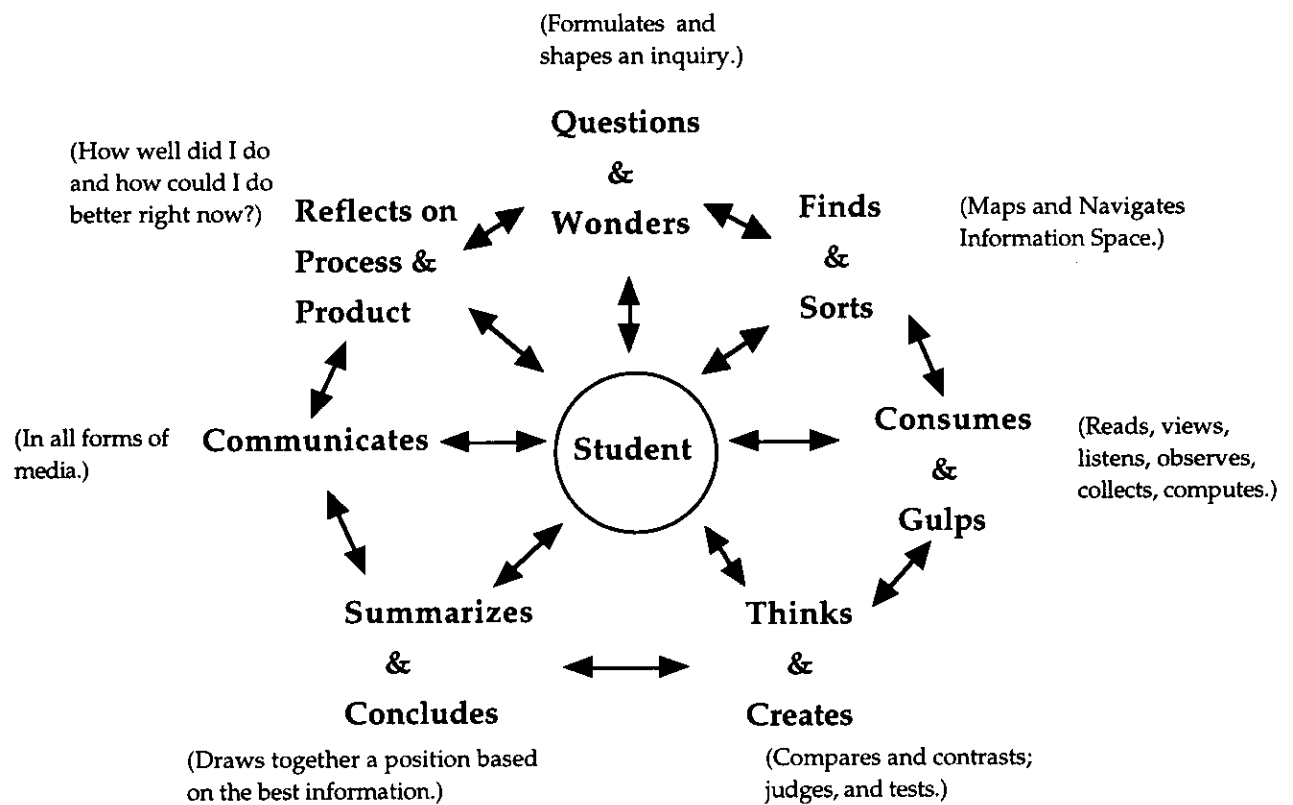 (Formulates and
shapes an inquiry.)
Questions
&
Wonders
Finds
&
Sorts
(Maps and Navigates
Information Space.)
Consumes
&
Gulps
(Reads, views,
listens, observes,
collects, computes.)
Thinks
&
Creates
(Compares and contrasts;
judges, and tests.)
Summarizes
&
Concludes
(Draws together a position based
on the best information.)
Communicates
(In all forms of
media.)
Reflects on
Process &
Product
(How well did I do
and how could I do
better right now?)
Student